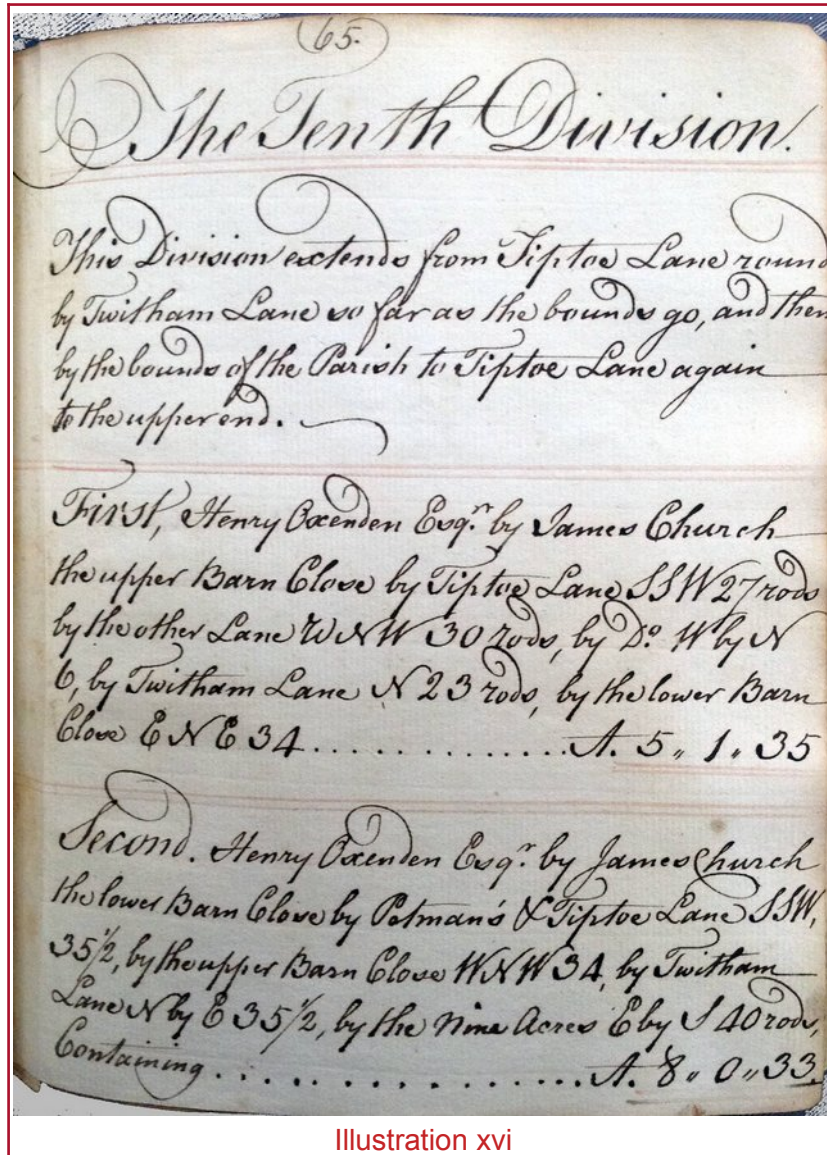 65.
The Tenth Division.
This Division extends from Tiptoe Lane round
by Twitham Lane so far as the bounds go, and then
by the bounds of the Parish to Tiptoe Lane again
to the upper end.
First, Henry Oxenden Esqr. by James Church
the upper Barn Close by Tiptoe Lane SSW 27 rods
by the other Lane WNW 30 rods, by Do. W by N
6, by Twitham Lane N 23 rods, by the lower Barn
Close ENE 34..............A. 5 „ 1 „ 35
Second. Henry Oxenden Esqr. by James Church
the lower Barn Close by Petman's & Tiptoe Lane SSW,
35½, by the upper Barn Close WNW 34, by Twitham
Lane N by E 35½, by the Nine Acres E by S 40 rods,
Containing..................A. 8 „ 0 „ 33.
Illustration xvi